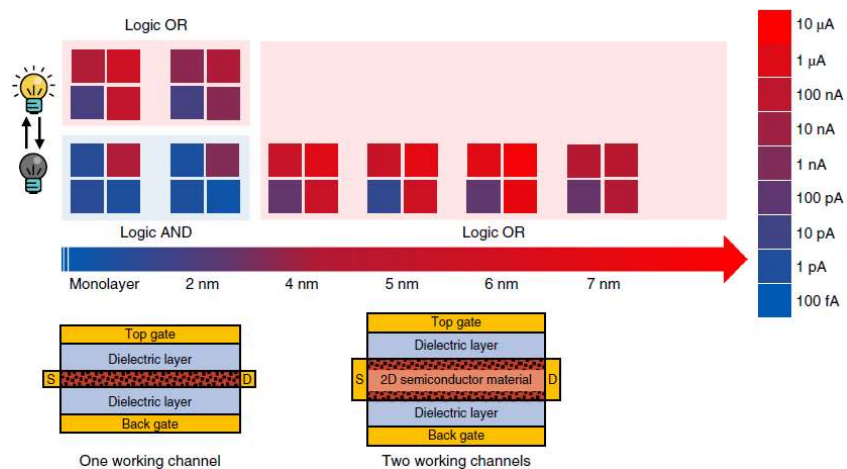 Logic OR
Logic AND
Logic OR
Monolayer 2 nm 4 nm 5 nm 6 nm 7 nm
10 μA
1 μA
100 nA
10 nA
1 nA
100 pA
10 pA
1 pA
100 fA
Top gate
Dielectric layer
S D
Dielectric layer
Back gate
One working channel
Top gate
Dielectric layer
S 2D semiconductor material D
Dielectric layer
Back gate
Two working channels